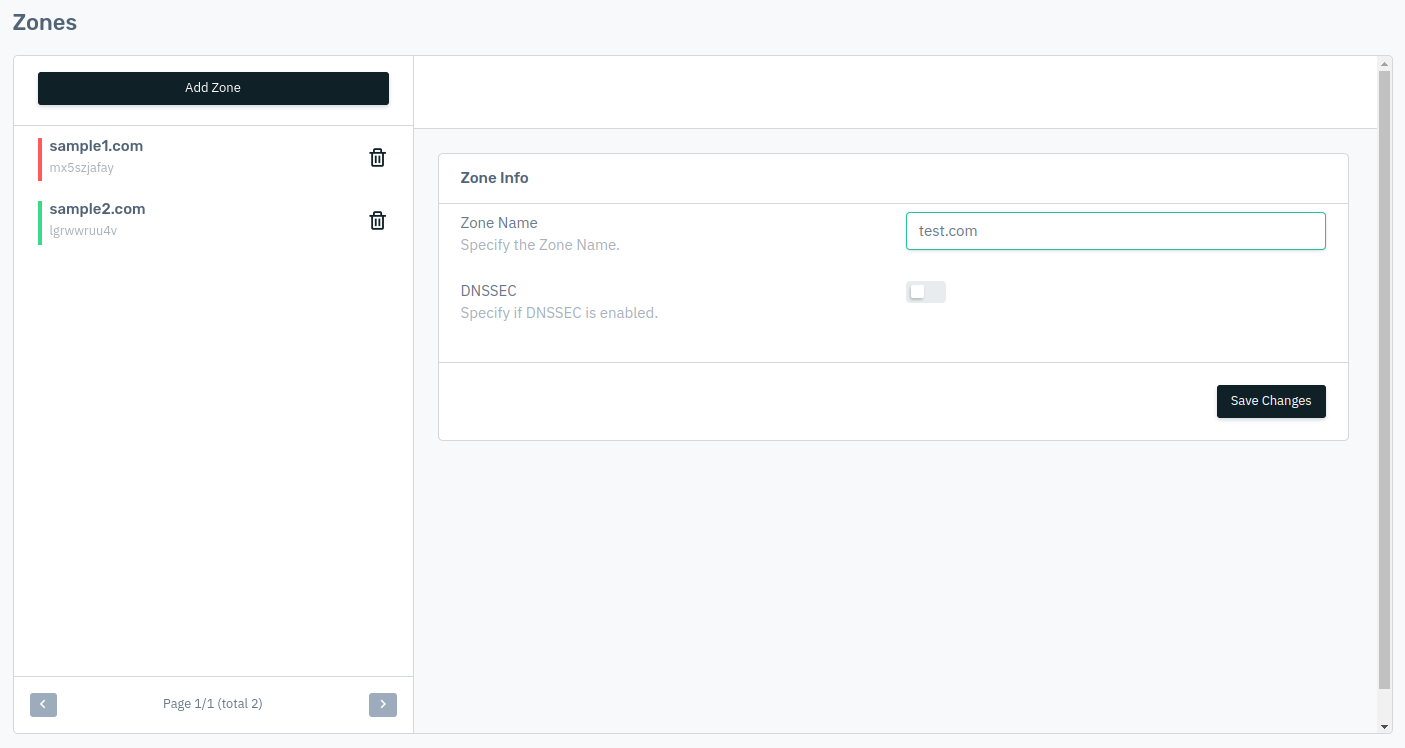 Zones
Add Zone
sample1.com
mx5szjafay
sample2.com
lgrwwruu4v
Page 1/1 (total 2)
Zone Info
Zone Name
Specify the Zone Name.
test.com
DNSSEC
Specify if DNSSEC is enabled.
Save Changes